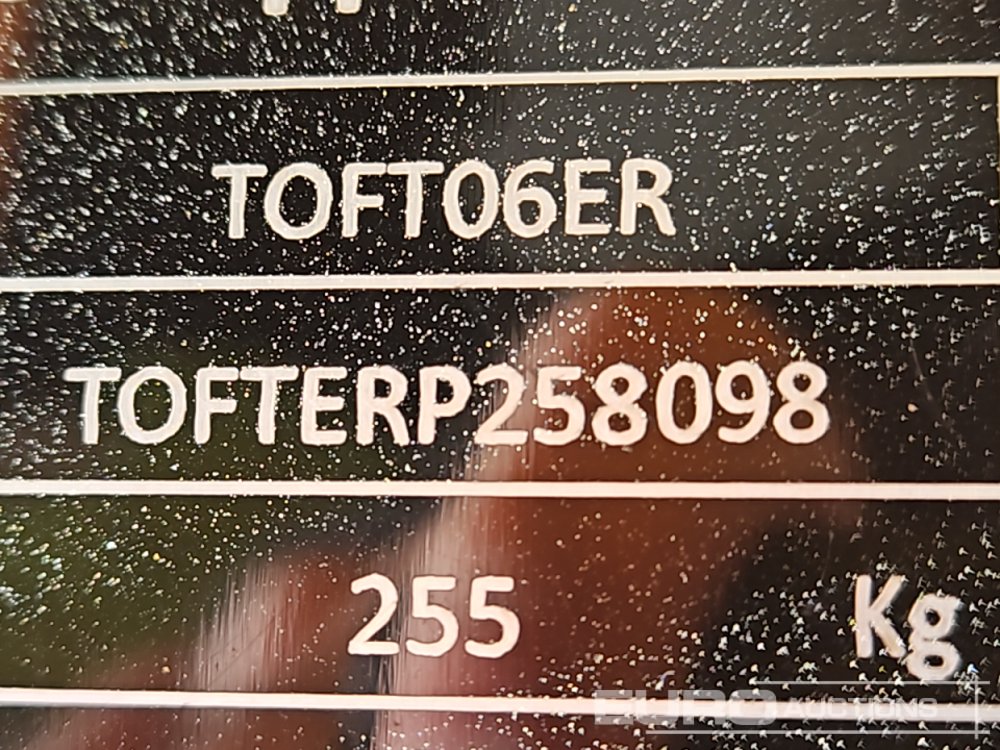 TOFT06ER
TOFTERP258098
255 Kg
EURO AUCTIONS